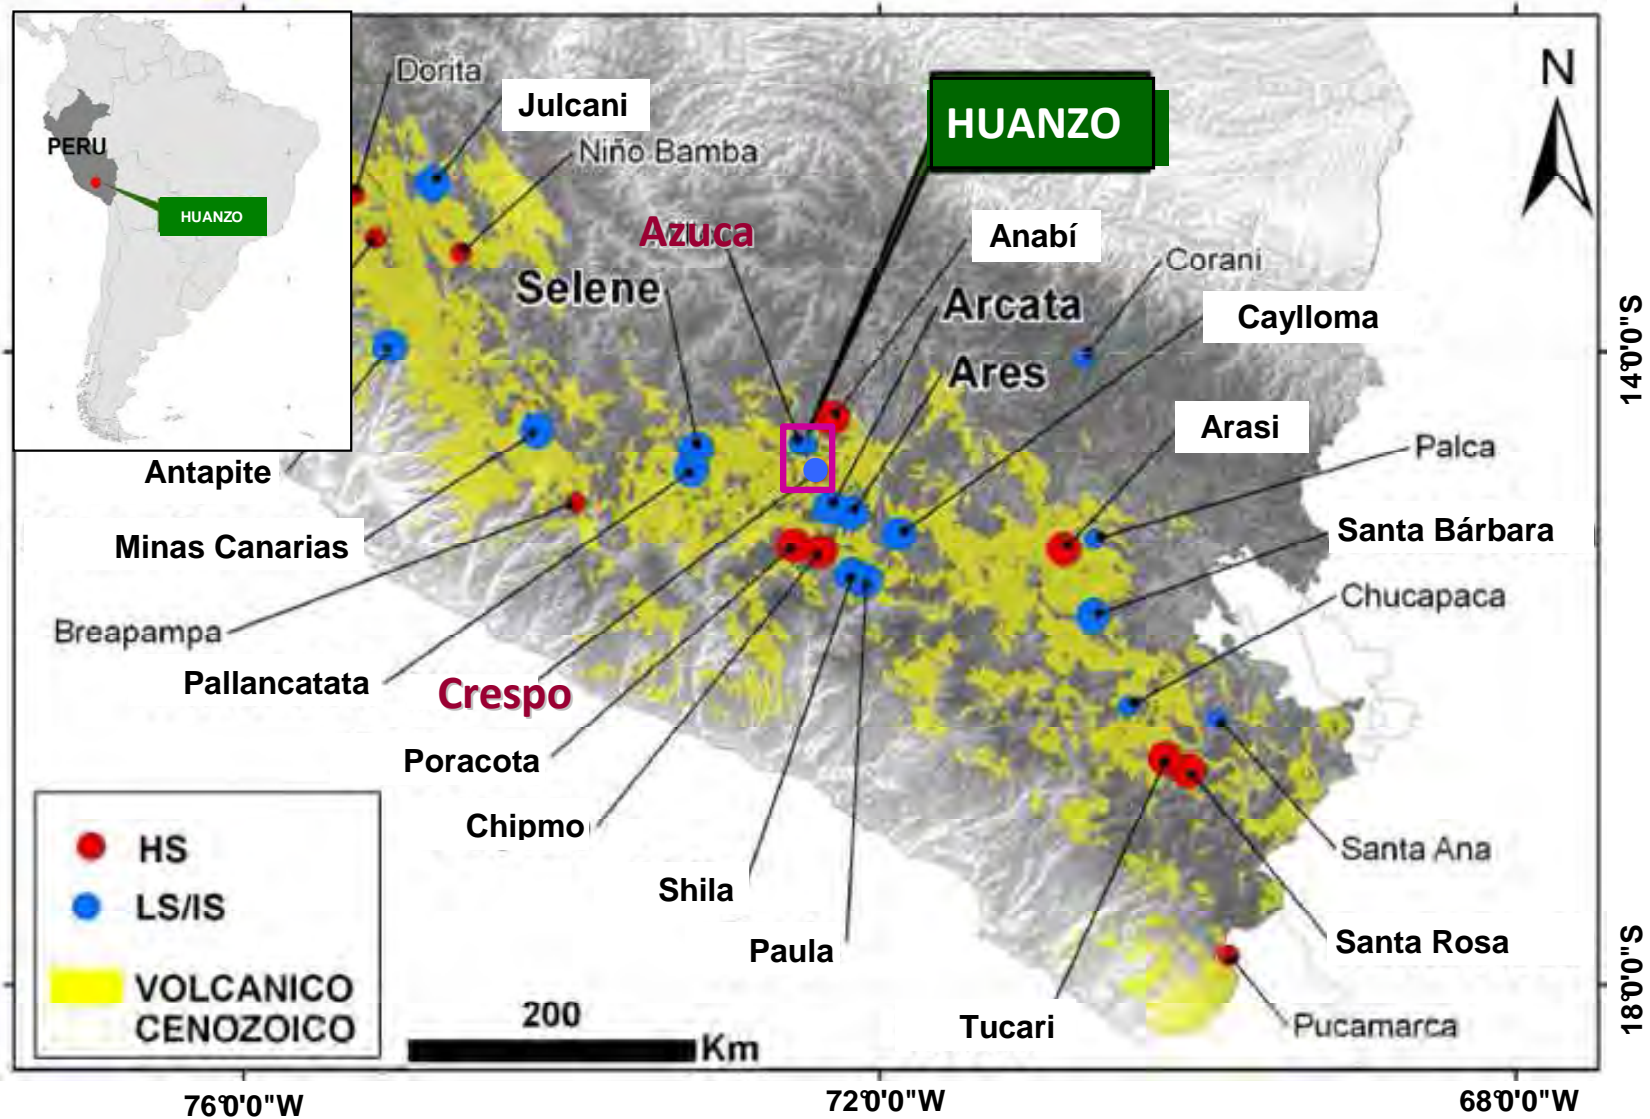 PERU
HUANZO
Dorita
Julcani
Niño Bamba
HUANZO
N
Azuca
Anabí
Corani
Selene
Arcata
Caylloma
Ares
14°0'0"S
Arasi
Palca
Antapite
Minas Canarias
Santa Bárbara
Breapampa
Chucapaca
Pallancatata
Crespo
Poracota
Chipmo
Santa Ana
Shila
Paula
Santa Rosa
Tucari
Pucamarca
18°0'0"S
HS
LS/IS
VOLCANICO
CENOZOICO
200
Km
76°0'0"W
72°0'0"W
68°0'0"W